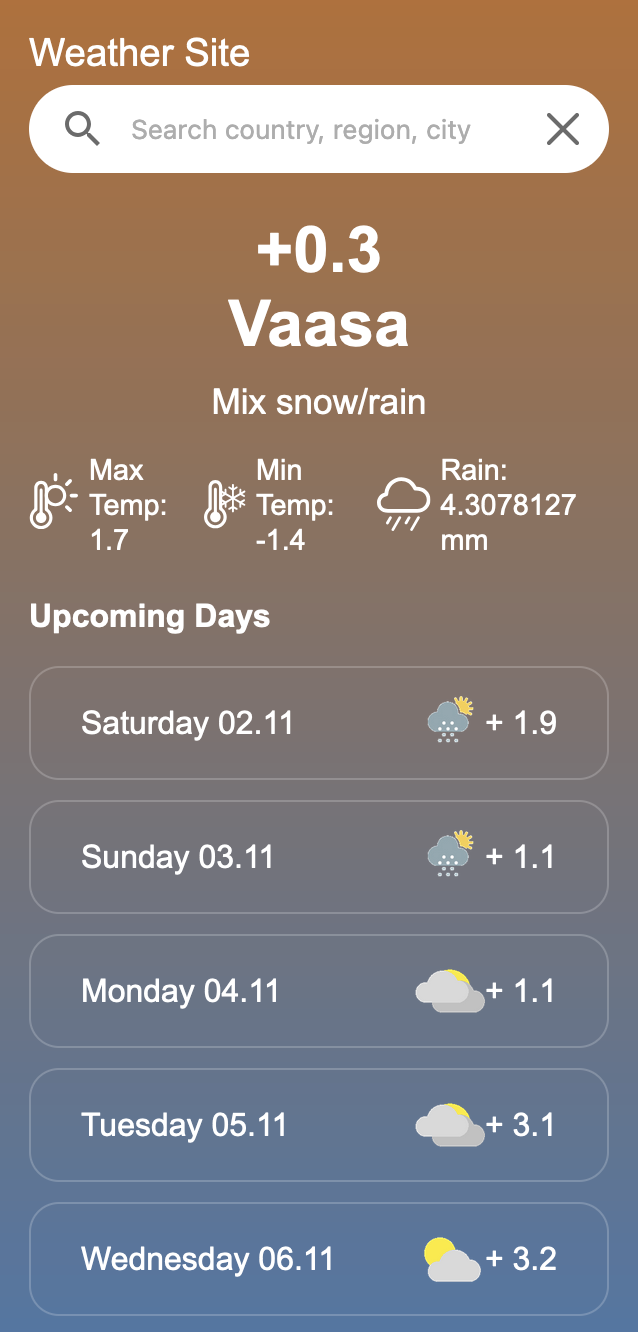 Weather Site
Search country, region, city
+0.3
Vaasa
Mix snow/rain
Max
Temp:
1.7
Min
Temp:
-1.4
Rain:
4.3078127
mm
Upcoming Days
Saturday 02.11 + 1.9
Sunday 03.11 + 1.1
Monday 04.11 + 1.1
Tuesday 05.11 + 3.1
Wednesday 06.11 + 3.2